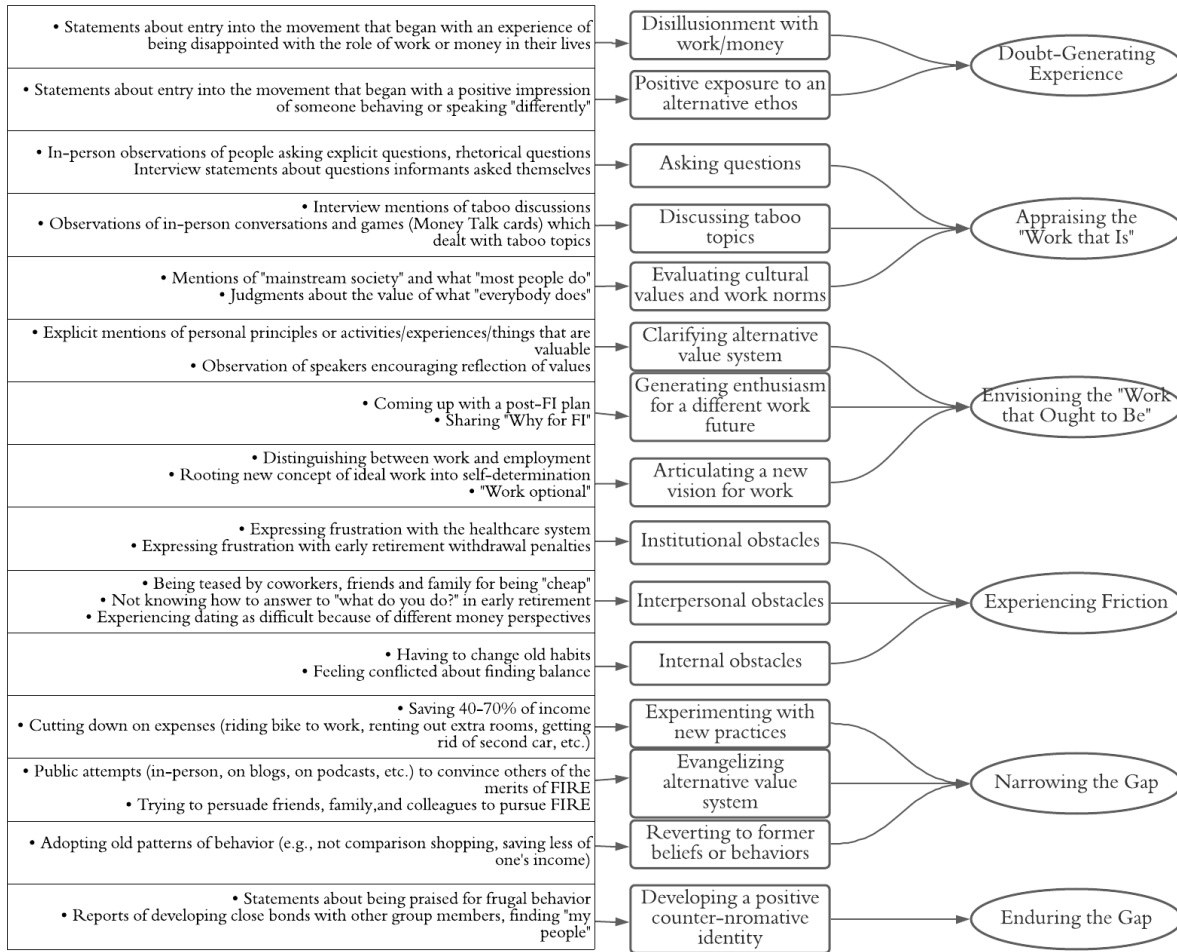 • Statements about entry into the movement that began with an experience of
being disappointed with the role of work or money in their lives
Disillusionment with
work/money
Doubt-Generating
Experience
• Statements about entry into the movement that began with a positive impression
of someone behaving or speaking "differently"
Positive exposure to an
alternative ethos
• In-person observations of people asking explicit questions, rhetorical questions
Interview statements about questions informants asked themselves
Asking questions
• Interview mentions of taboo discussions
• Observations of in-person conversations and games (Money Talk cards) which
dealt with taboo topics
Discussing taboo
topics
Appraising the
"Work that Is"
• Mentions of "mainstream society" and what "most people do"
• Judgments about the value of what "everybody does"
Evaluating cultural
values and work norms
• Explicit mentions of personal principles or activities/experiences/things that are
valuable
• Observation of speakers encouraging reflection of values
Clarifying alternative
value system
• Coming up with a post-FI plan
• Sharing "Why for FI"
Generating enthusiasm
for a different work
future
Envisioning the "Work
that Ought to Be"
• Distinguishing between work and employment
• Rooting new concept of ideal work into self-determination
• "Work optional"
Articulating a new
vision for work
• Expressing frustration with the healthcare system
• Expressing frustration with early retirement withdrawal penalties
Institutional obstacles
• Being teased by coworkers, friends and family for being "cheap"
• Not knowing how to answer to "what do you do?" in early retirement
• Experiencing dating as difficult because of different money perspectives
Interpersonal obstacles
Experiencing Friction
• Having to change old habits
• Feeling conflicted about finding balance
Internal obstacles
• Saving 40-70% of income
• Cutting down on expenses (riding bike to work, renting out extra rooms, getting
rid of second car, etc.)
Experimenting with
new practices
• Public attempts (in-person, on blogs, on podcasts, etc.) to convince others of the
merits of FIRE
• Trying to persuade friends, family,and colleagues to pursue FIRE
Evangelizing
alternative value
system
Narrowing the Gap
• Adopting old patterns of behavior (e.g., not comparison shopping, saving less of
one's income)
Reverting to former
beliefs or behaviors
• Statements about being praised for frugal behavior
• Reports of developing close bonds with other group members, finding "my
people"
Developing a positive
counter-nromative
identity
Enduring the Gap